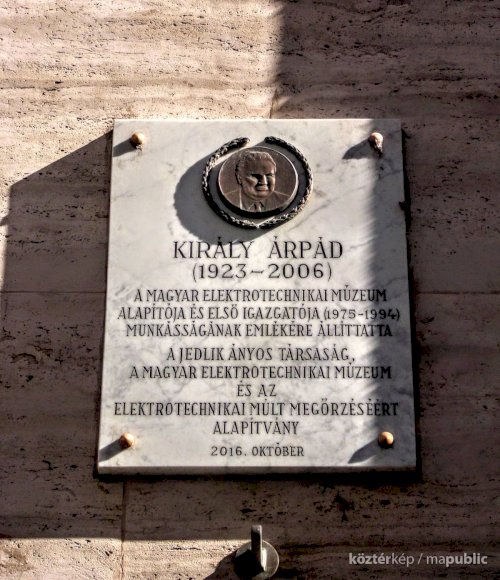 KIRÁLY ÁRPÁD
(1923–2006)
A MAGYAR ELEKTROTECHNIKAI MÚZEUM
ALAPÍTÓJA ÉS ELSŐ IGAZGATÓJA (1975-1994)
MUNKÁSSÁGÁNAK EMLÉKÉRE ÁLLÍTTATTA
A JEDLIK ÁNYOS TÁRSASÁG,
A MAGYAR ELEKTROTECHNIKAI MÚZEUM
ÉS AZ
ELEKTROTECHNIKAI MÚLT MEGŐRZÉSÉÉRT
ALAPÍTVÁNY
2016. OKTÓBER
köztérkép / mapublic